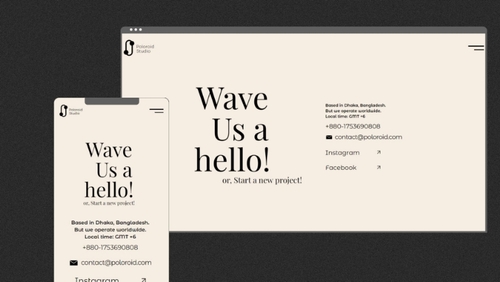 Poloroid
Studio
Wave
Us a
hello!
or, Start a new project!
Based in Dhaka, Bangladesh.
But we operate worldwide.
Local time: GMT +6
+880-1753690808
contact@poloroid.com
Instagram
Facebook
Poloroid
Studio
Wave
Us a
hello!
or, Start a new project!
Based in Dhaka, Bangladesh.
But we operate worldwide.
Local time: GMT +6
+880-1753690808
contact@poloroid.com
Instagram